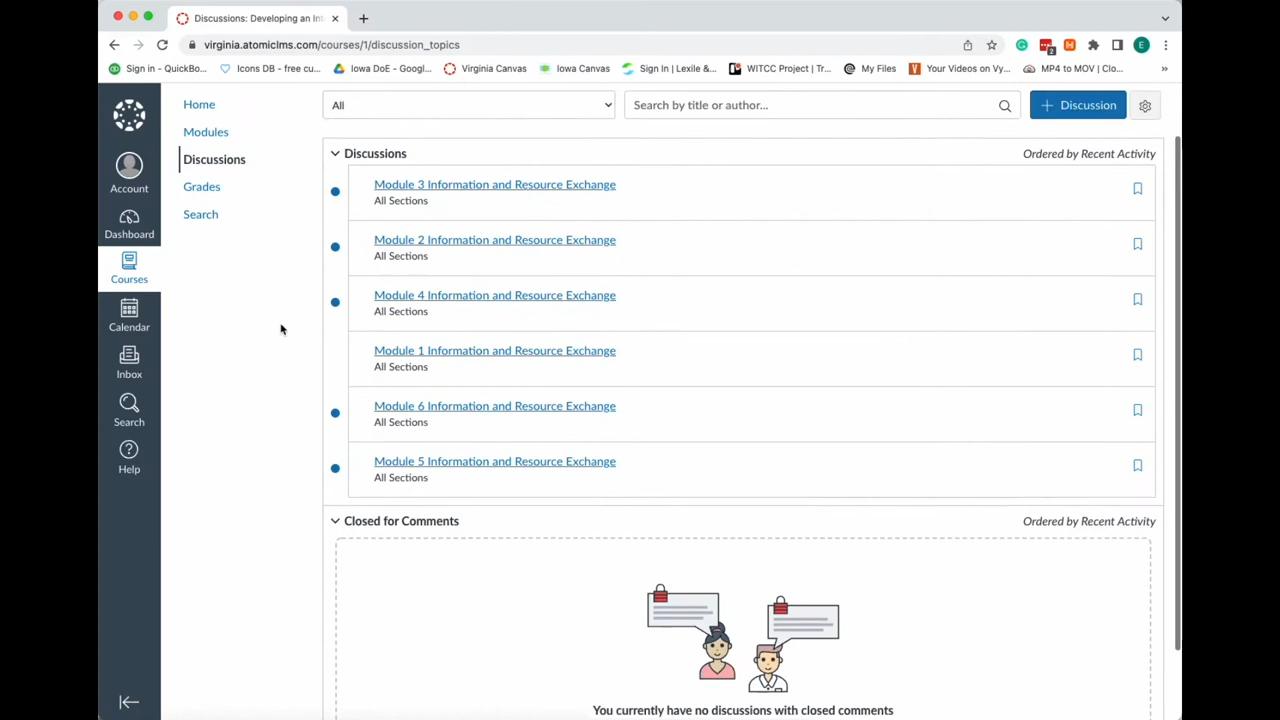 Discussions: Developing an Int
virginia.atomiclms.com/courses/1/discussion_topics
2
E
Sign in - QuickBo...
Icons DB - free cu...
Iowa DoE - Googl...
Virginia Canvas
Iowa Canvas
Sign In | Lexile &...
WITCC Project | Tr...
My Files
Your Videos on Vy...
MP4 to MOV | Clo...
»
Account
Dashboard
Courses
Calendar
Inbox
Search
Help
Home
Modules
Discussions
Grades
Search
All
Search by title or author...
+ Discussion
Discussions
Ordered by Recent Activity
Module 3 Information and Resource Exchange
All Sections
Module 2 Information and Resource Exchange
All Sections
Module 4 Information and Resource Exchange
All Sections
Module 1 Information and Resource Exchange
All Sections
Module 6 Information and Resource Exchange
All Sections
Module 5 Information and Resource Exchange
All Sections
Closed for Comments
Ordered by Recent Activity
You currently have no discussions with closed comments